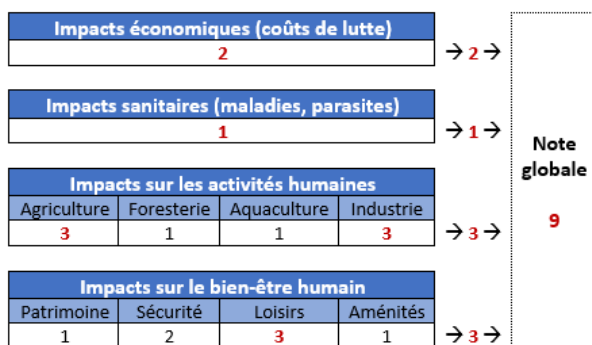 Impacts économiques (coûts de lutte)
2
→ 2 →
Impacts sanitaires (maladies, parasites)
1
→ 1 →
Note
globale
9
Impacts sur les activités humaines
Agriculture Foresterie Aquaculture Industrie
3 1 1 3
→ 3 →
Impacts sur le bien-être humain
Patrimoine Sécurité Loisirs Aménités
1 2 3 1
→ 3 →